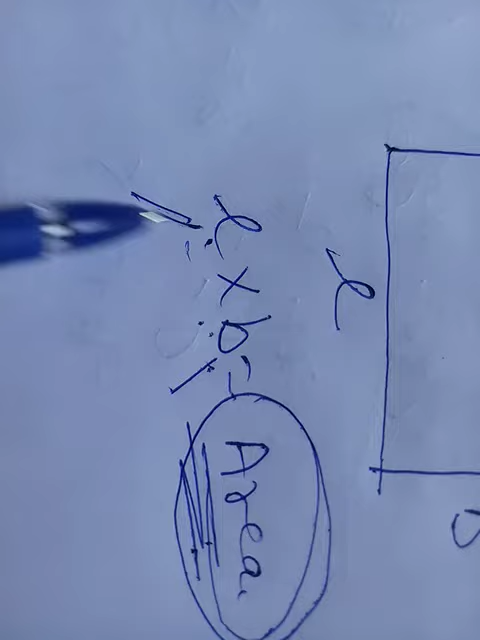 l
l × b = Area